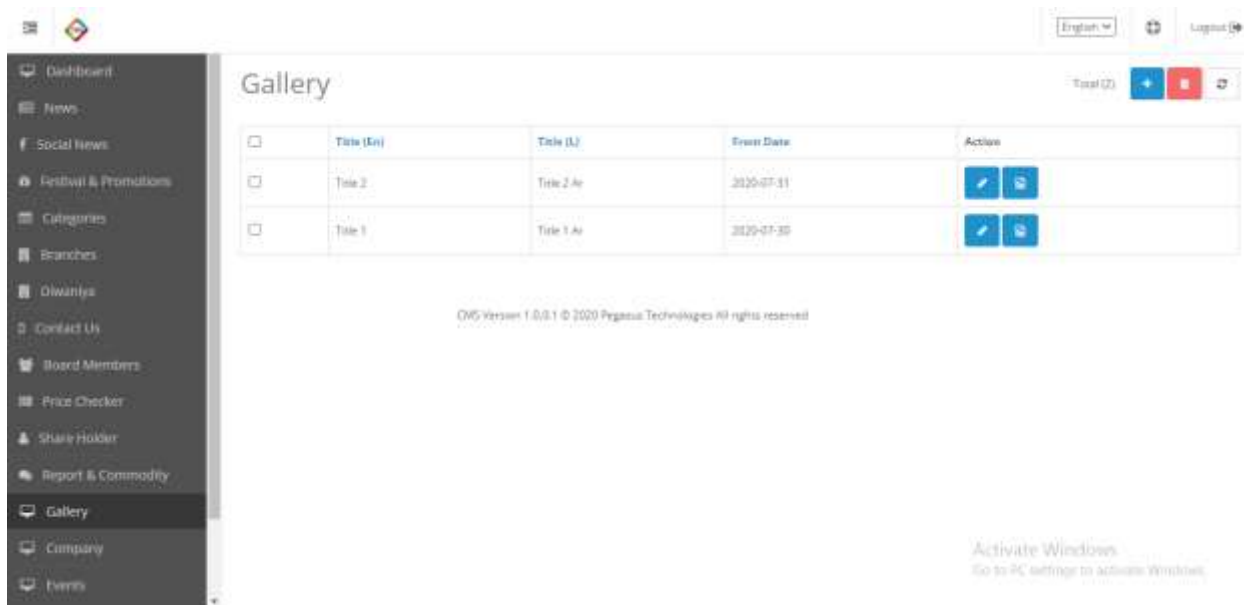 English
Logout
Dashboard
News
Social News
Festival & Promotions
Categories
Branches
Diwaniya
Contact Us
Board Members
Price Checker
Share Holder
Report & Commodity
Gallery
Company
Events
Gallery
Total (2)
Title (En) Title (L) Event Date Action
Title 2 Title 2 Ar 2020-07-31
Title 1 Title 1 Ar 2020-07-30
CMS Version 1.0.0.1 © 2020 Pegasus Technologies All rights reserved
Activate Windows
Go to PC settings to activate Windows.